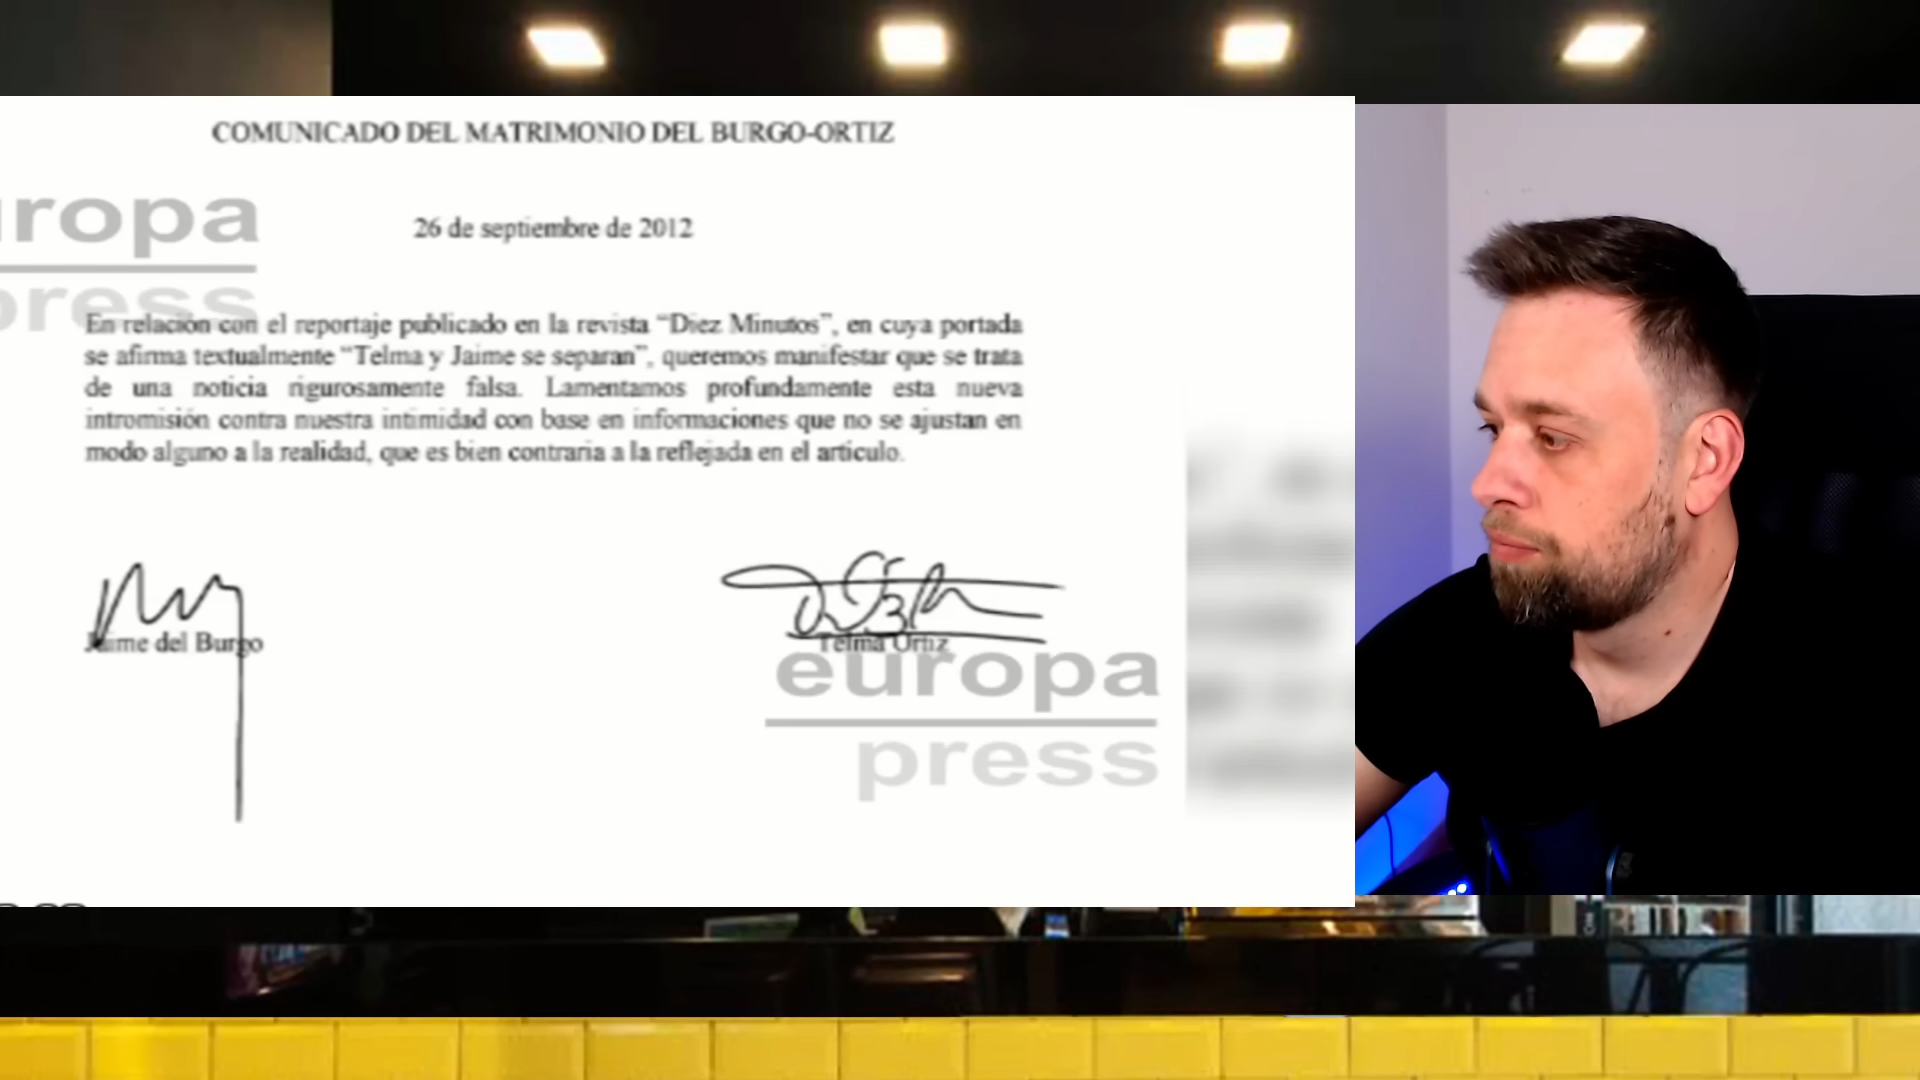 COMUNICADO DEL MATRIMONIO DEL BURGO-ORTIZ
26 de septiembre de 2012
europa
press
En relación con el reportaje publicado en la revista “Diez Minutos”, en cuya portada
se afirma textualmente “Telma y Jaime se separan”, queremos manifestar que se trata
de una noticia rigurosamente falsa. Lamentamos profundamente esta nueva
intromisión contra nuestra intimidad con base en informaciones que no se ajustan en
modo alguno a la realidad, que es bien contraria a la reflejada en el artículo.
Jaime del Burgo
Telma Ortiz
europa
press